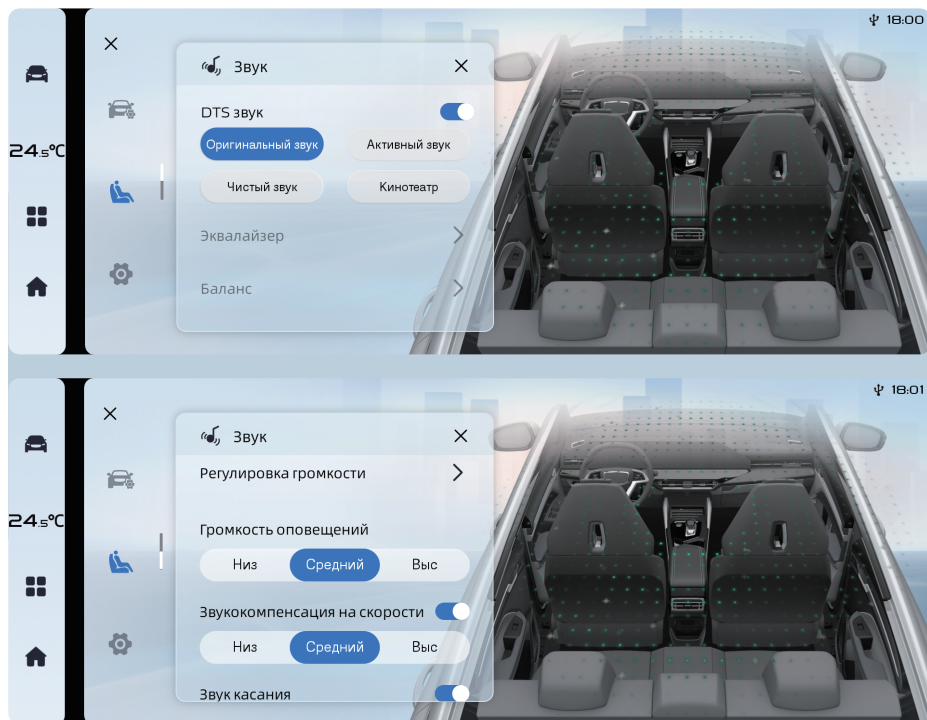 18:00
Звук
DTS звук
24.5°C
Оригинальный звук
Активный звук
Чистый звук
Кинотеатр
Эквалайзер
Баланс
18:01
Звук
Регулировка громкости
24.5°C
Громкость оповещений
Низ
Средний
Выс
Звукокомпенсация на скорости
Низ
Средний
Выс
Звук касания